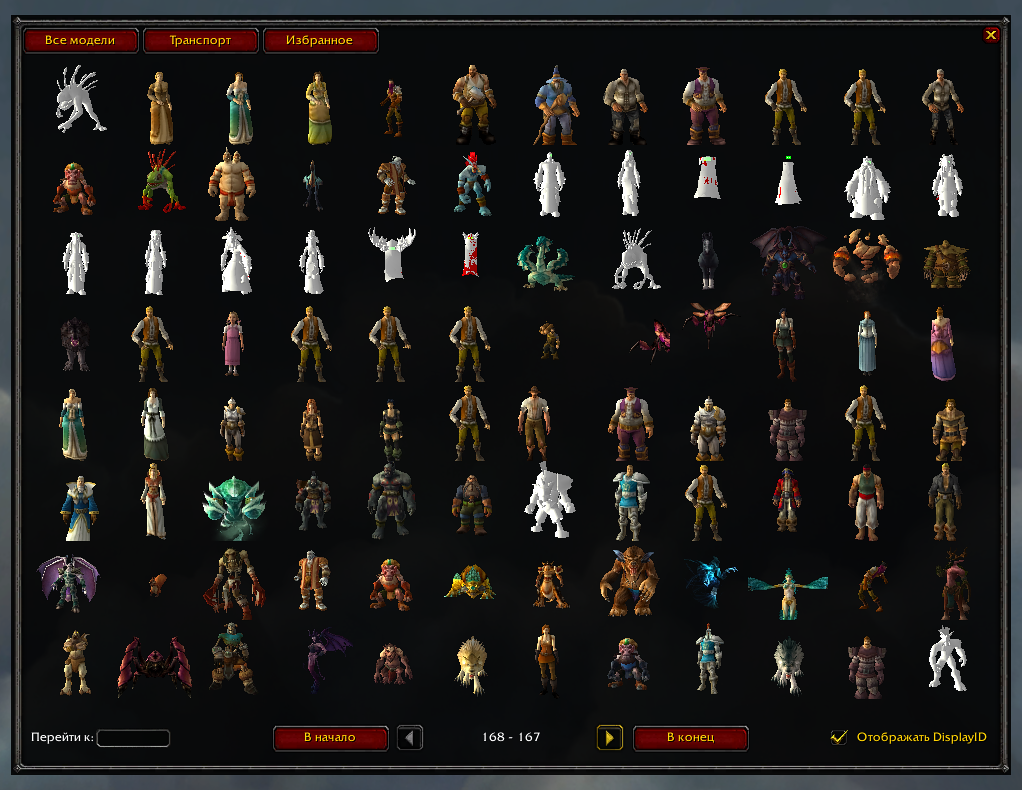 Все модели
Транспорт
Избранное
Перейти к:
В начало
168 - 167
В конец
Отображать DisplayID